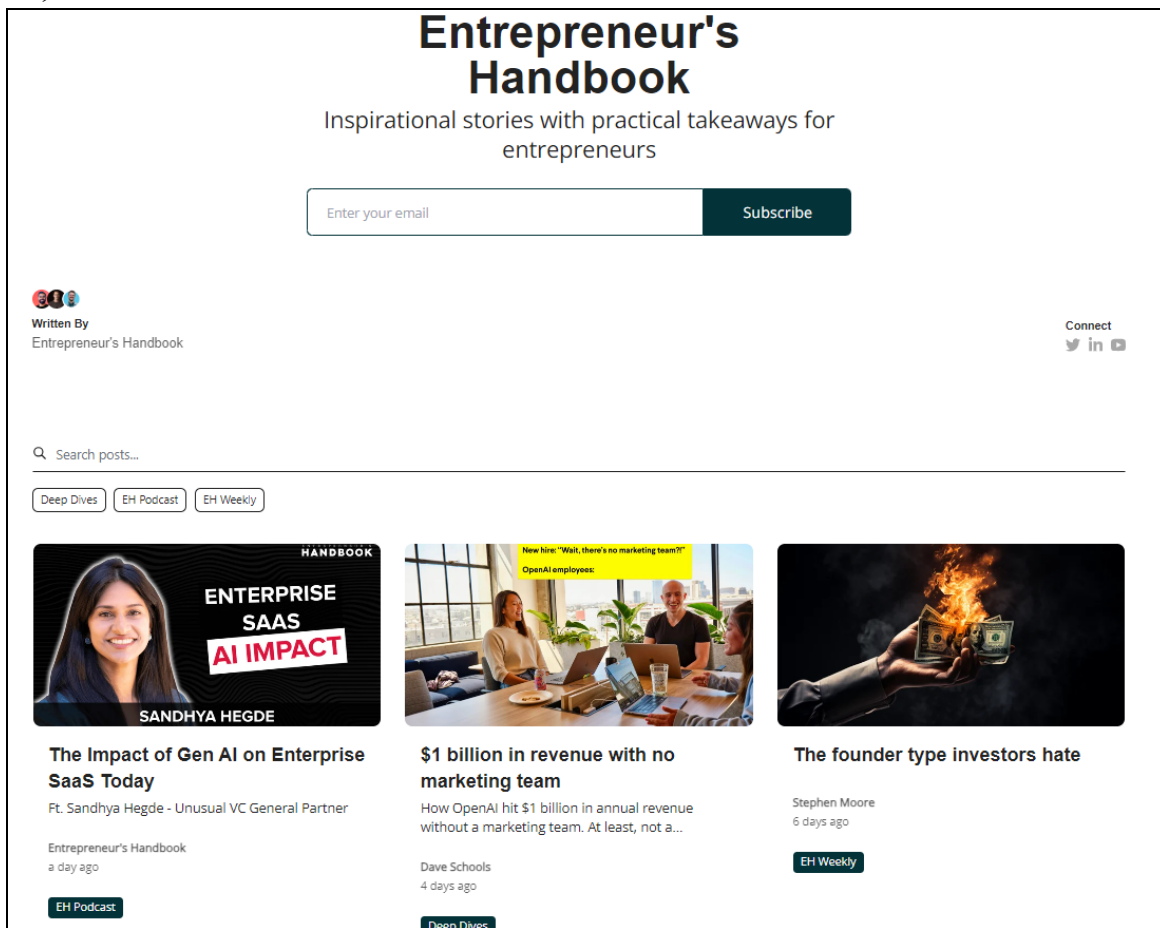 Entrepreneur's
Handbook
Inspirational stories with practical takeaways for
entrepreneurs
Enter your email
Subscribe
Written By
Entrepreneur's Handbook
Connect
Search posts...
Deep Dives
EH Podcast
EH Weekly
HANDBOOK
ENTERPRISE
SAAS
AI IMPACT
SANDHYA HEGDE
The Impact of Gen AI on Enterprise
SaaS Today
Ft. Sandhya Hegde - Unusual VC General Partner
Entrepreneur's Handbook
a day ago
EH Podcast
New hire: "Wait, there's no marketing team?!"
OpenAI employees:
$1 billion in revenue with no
marketing team
How OpenAI hit $1 billion in annual revenue
without a marketing team. At least, not a...
Dave Schools
4 days ago
Deep Dives
The founder type investors hate
Stephen Moore
6 days ago
EH Weekly